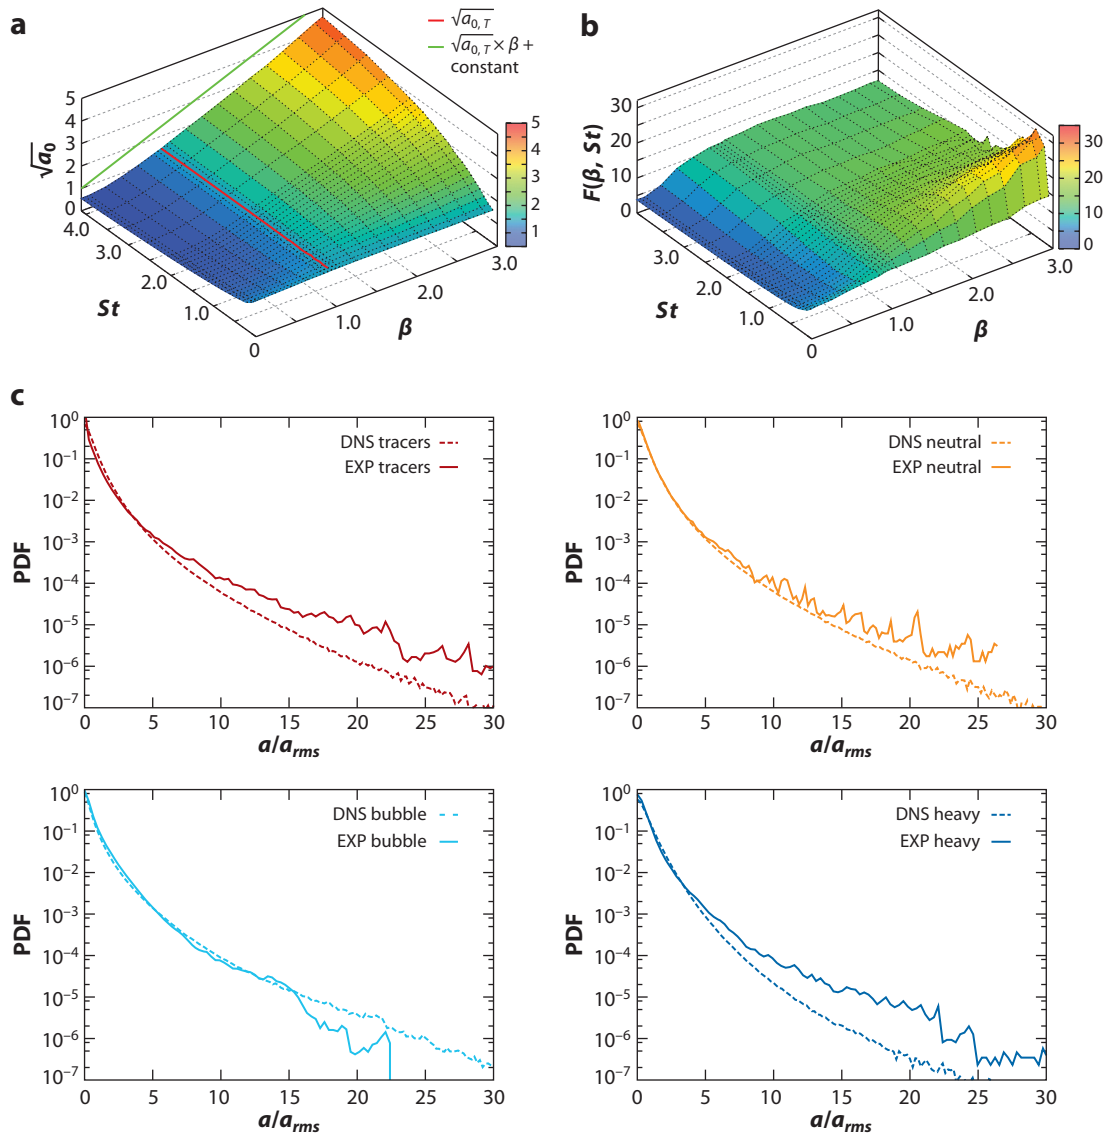 a
√a₀,T
√a₀,T × β +
constant
√a₀
5
4
3
2
1
0
4.0
3.0
2.0
1.0
0
St
1.0
2.0
3.0
β
5
4
3
2
1
b
F(β, St)
30
20
10
0
4.0
3.0
2.0
1.0
0
St
1.0
2.0
3.0
β
30
20
10
0
c
PDF
10⁰
10⁻¹
10⁻²
10⁻³
10⁻⁴
10⁻⁵
10⁻⁶
10⁻⁷
DNS tracers
EXP tracers
0 5 10 15 20 25 30
a/arms
PDF
10⁰
10⁻¹
10⁻²
10⁻³
10⁻⁴
10⁻⁵
10⁻⁶
10⁻⁷
DNS neutral
EXP neutral
0 5 10 15 20 25 30
a/arms
PDF
10⁰
10⁻¹
10⁻²
10⁻³
10⁻⁴
10⁻⁵
10⁻⁶
10⁻⁷
DNS bubble
EXP bubble
0 5 10 15 20 25 30
a/arms
PDF
10⁰
10⁻¹
10⁻²
10⁻³
10⁻⁴
10⁻⁵
10⁻⁶
10⁻⁷
DNS heavy
EXP heavy
0 5 10 15 20 25 30
a/arms